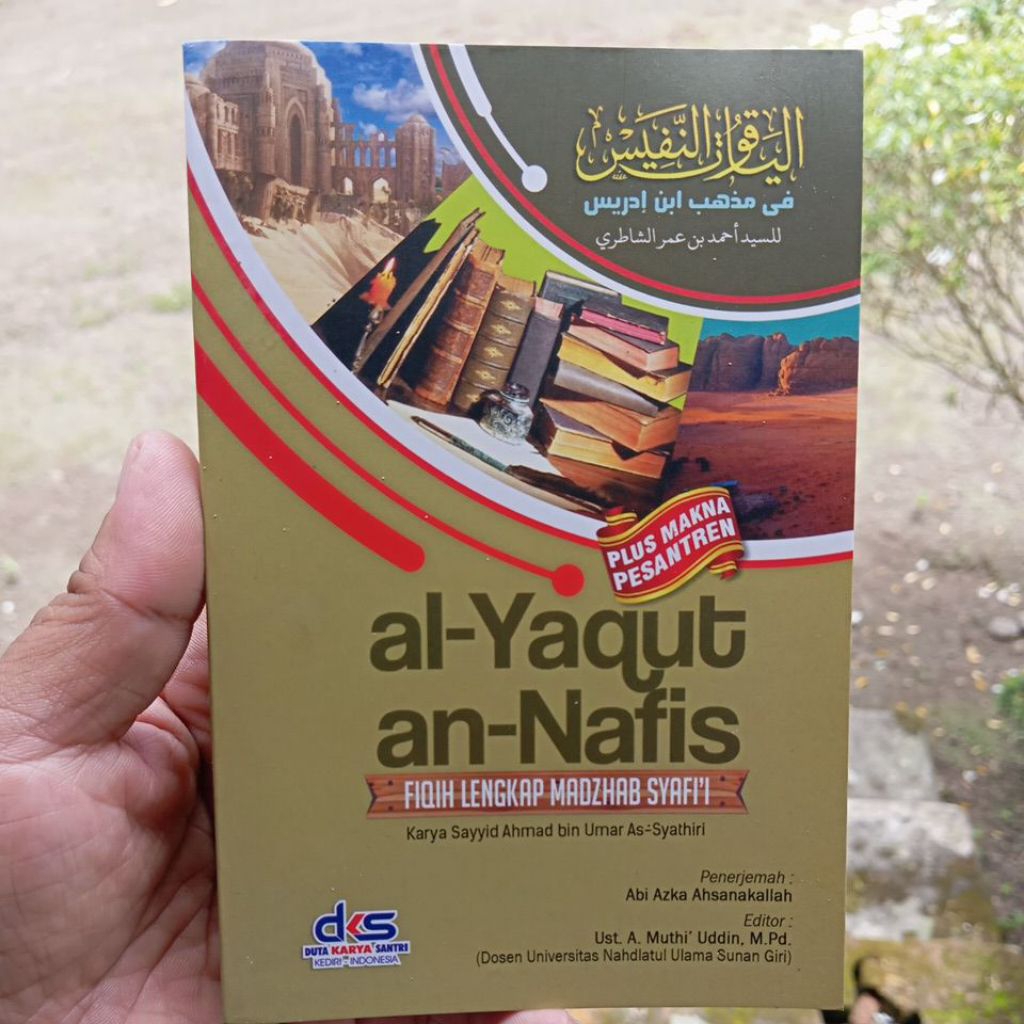 الياقوت النفيس
فى مذهب ابن إدريس
للسيد أحمد بن عمر الشاطري
PLUS MAKNA
PESANTREN
al-Yaqut
an-Nafis
FIQIH LENGKAP MADZHAB SYAFI'I
Karya Sayyid Ahmad bin Umar As-Syathiri
Penerjemah :
Abi Azka Ahsanakallah
Editor :
Ust. A. Muthi' Uddin, M.Pd.
(Dosen Universitas Nahdlatul Ulama Sunan Giri)
dks
DUTA KARYA SANTRI
KEDIRI - INDONESIA